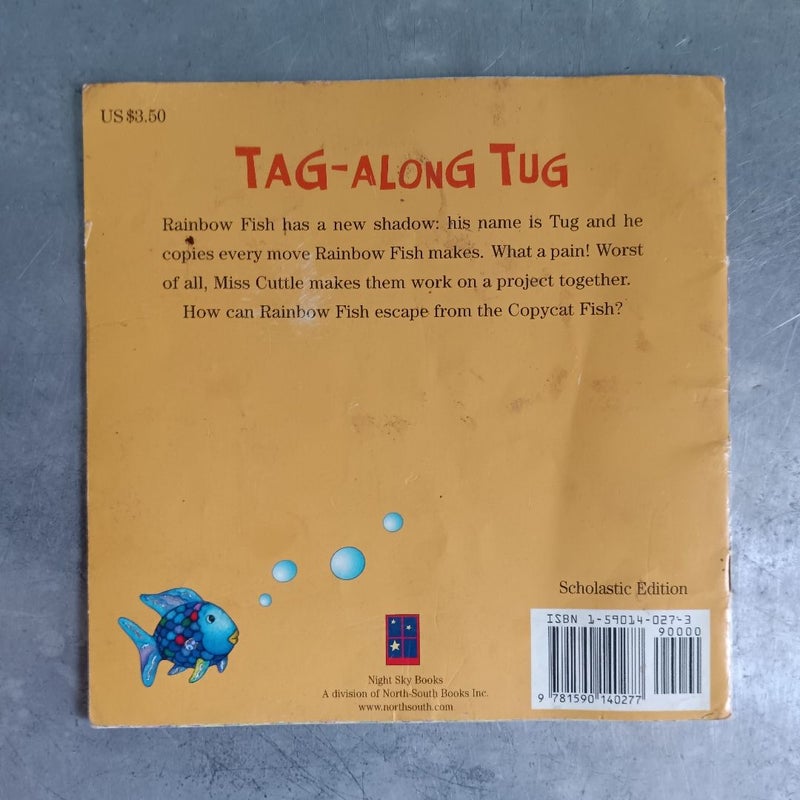 US $3.50
TAG-ALONG TUG
Rainbow Fish has a new shadow: his name is Tug and he
copies every move Rainbow Fish makes. What a pain! Worst
of all, Miss Cuttle makes them work on a project together.
How can Rainbow Fish escape from the Copycat Fish?
Scholastic Edition
ISBN 1-59014-027-3
90000
9 781590 140277
Night Sky Books
A division of North-South Books Inc.
www.northsouth.com